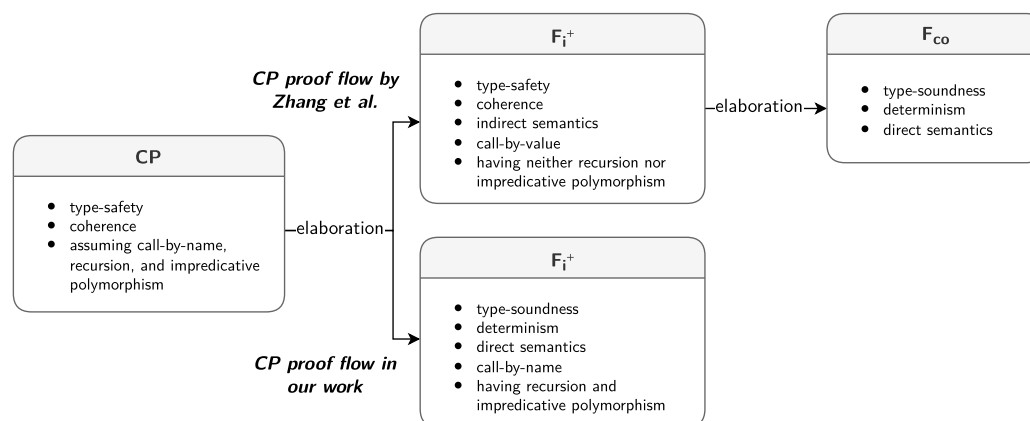 CP
• type-safety
• coherence
• assuming call-by-name,
recursion, and impredicative
polymorphism
elaboration
CP proof flow by
Zhang et al.
Fᵢ⁺
• type-safety
• coherence
• indirect semantics
• call-by-value
• having neither recursion nor
impredicative polymorphism
elaboration
F_co
• type-soundness
• determinism
• direct semantics
CP proof flow in
our work
Fᵢ⁺
• type-soundness
• determinism
• direct semantics
• call-by-name
• having recursion and
impredicative polymorphism